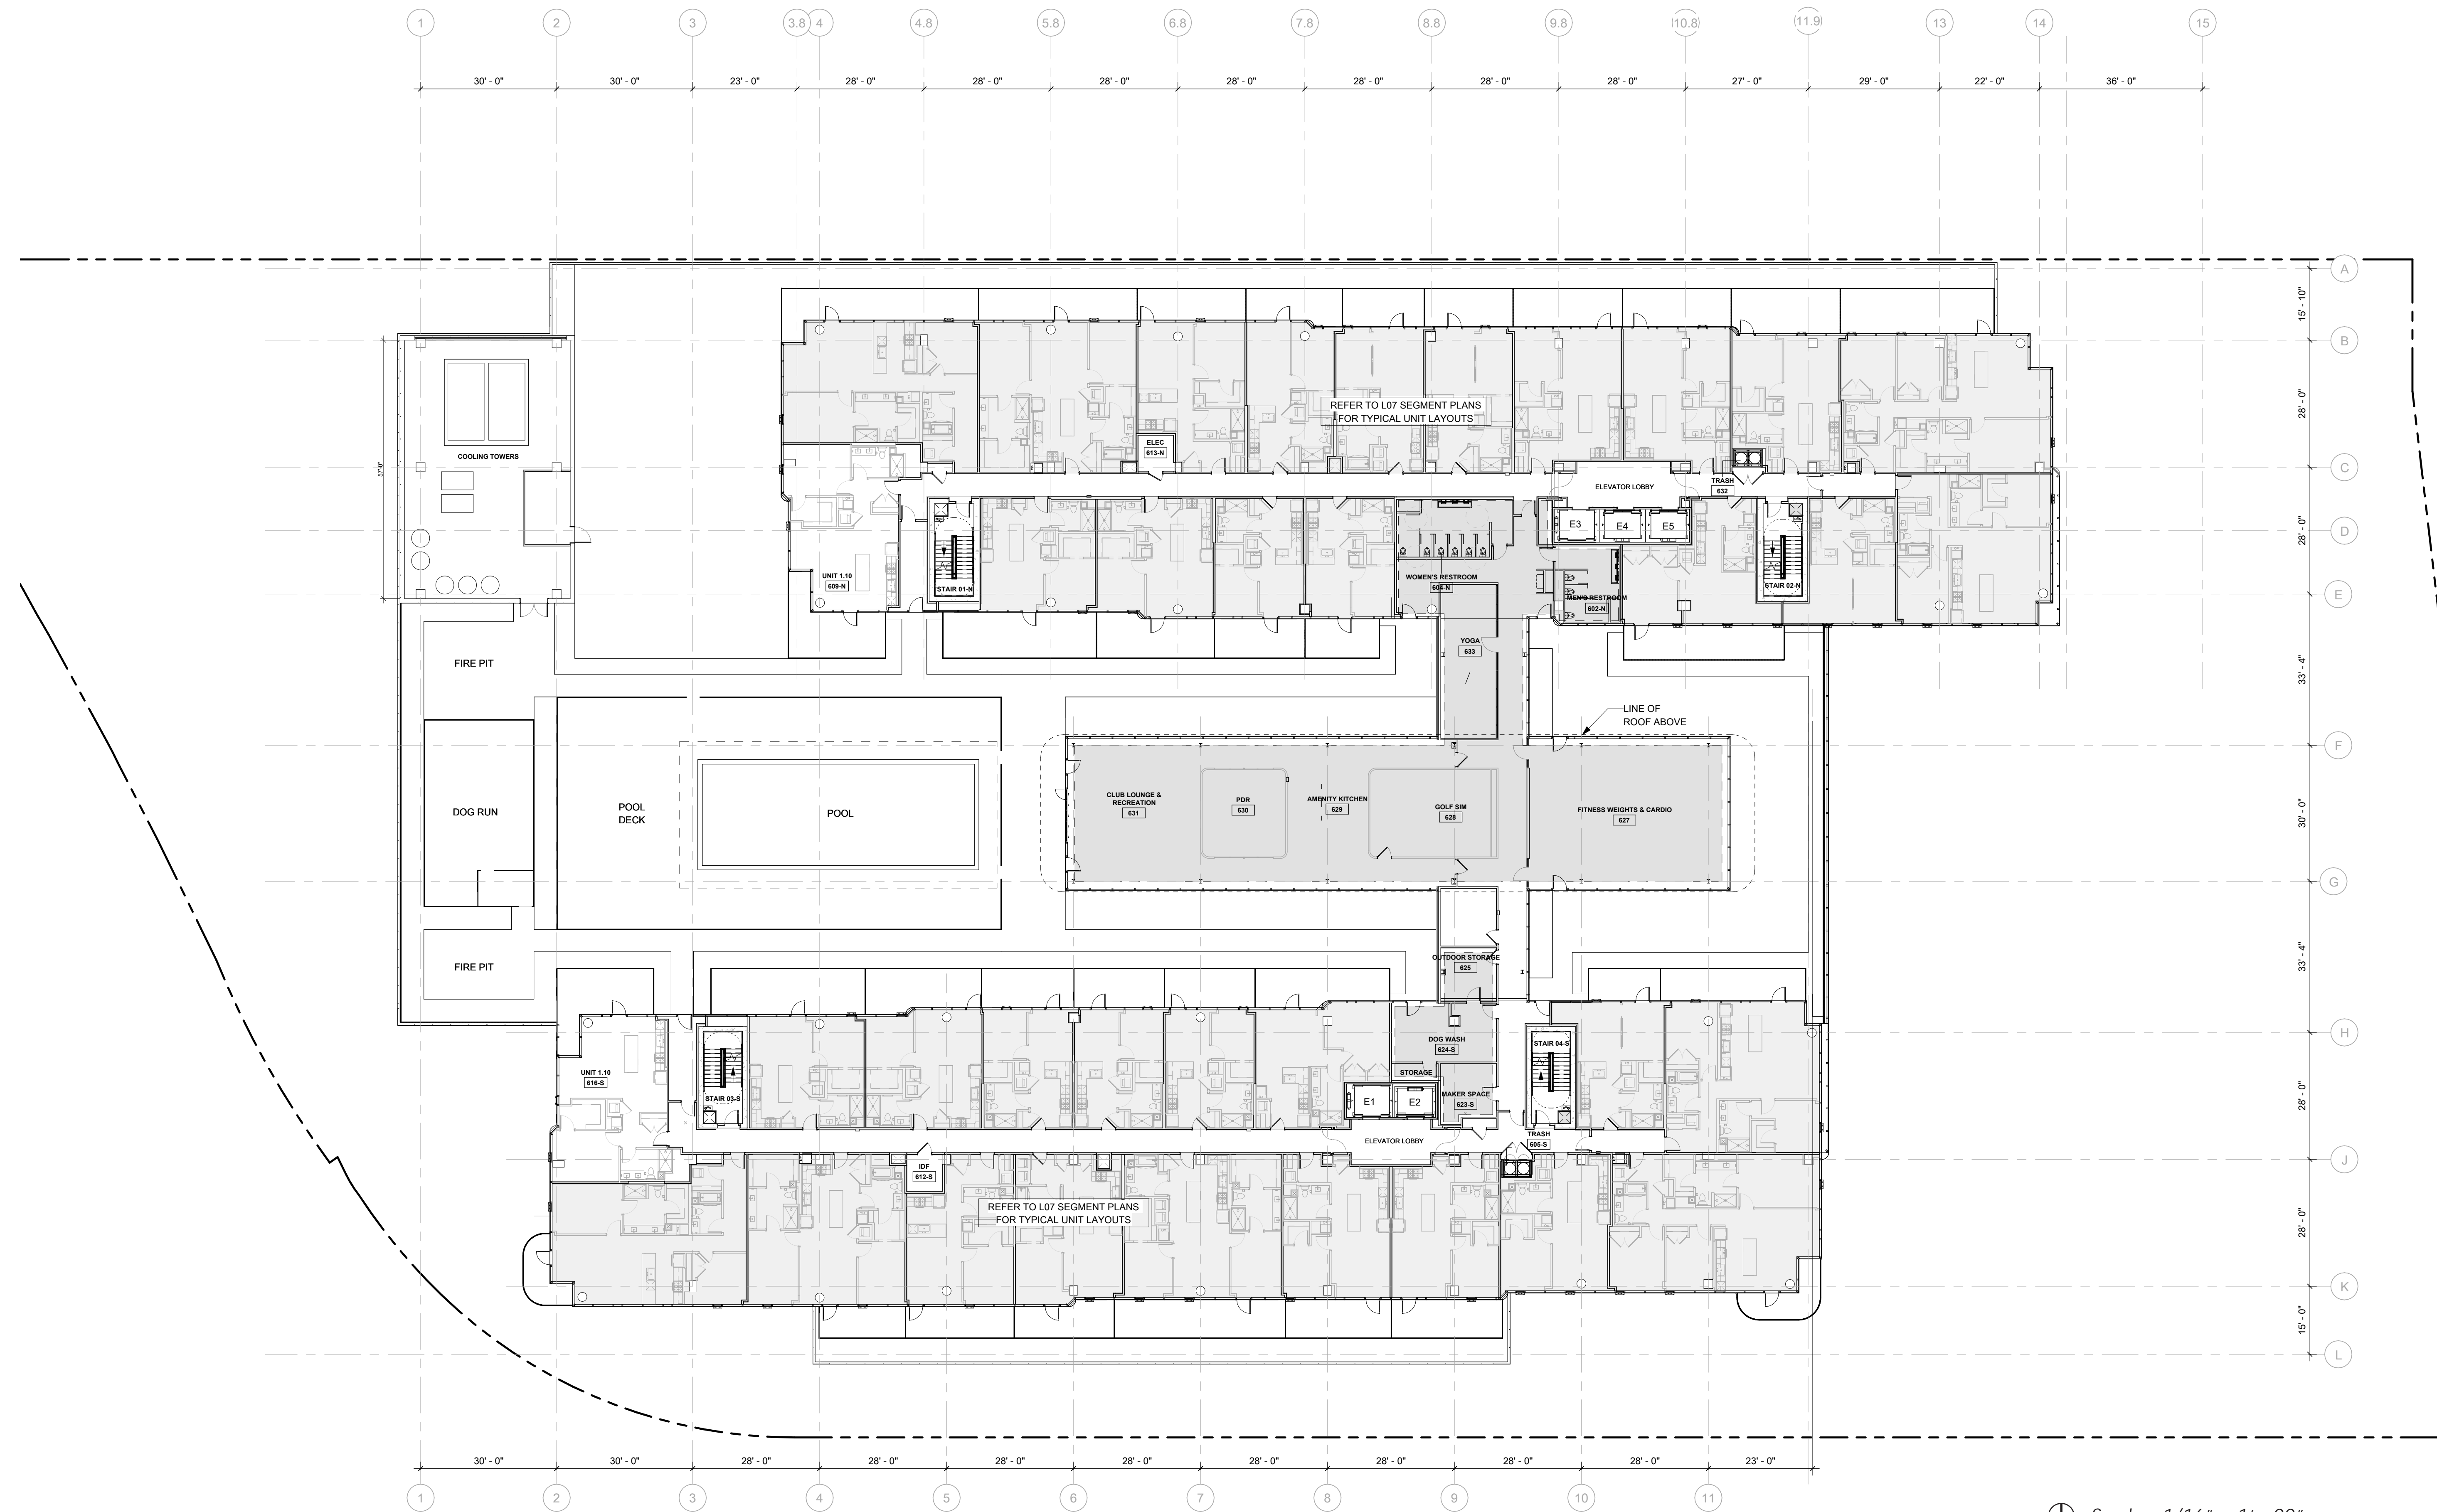 1 2 3 3.8 4 4.8 5.8 6.8 7.8 8.8 9.8 (10.8) (11.9) 13 14 15
30' - 0" 30' - 0" 23' - 0" 28' - 0" 28' - 0" 28' - 0" 28' - 0" 28' - 0" 28' - 0" 28' - 0" 27' - 0" 29' - 0" 22' - 0" 36' - 0"
A
15' - 10"
B
28' - 0"
C
28' - 0"
D
E
33' - 4"
F
30' - 0"
G
33' - 4"
H
28' - 0"
J
28' - 0"
K
15' - 0"
L
57'-0"
COOLING TOWERS
REFER TO L07 SEGMENT PLANS
FOR TYPICAL UNIT LAYOUTS
ELEC
613-N
ELEVATOR LOBBY
TRASH
632
E3 E4 E5
UNIT 1.10
609-N
STAIR 01-N
WOMEN'S RESTROOM
604-N
MEN'S RESTROOM
602-N
STAIR 02-N
YOGA
633
FIRE PIT
LINE OF
ROOF ABOVE
DOG RUN
POOL
DECK
POOL
CLUB LOUNGE &
RECREATION
631
PDR
630
AMENITY KITCHEN
629
GOLF SIM
628
FITNESS WEIGHTS & CARDIO
627
FIRE PIT
OUTDOOR STORAGE
625
DOG WASH
624-S
STORAGE
MAKER SPACE
623-S
STAIR 04-S
UNIT 1.10
616-S
STAIR 03-S
E1 E2
ELEVATOR LOBBY
TRASH
605-S
IDF
612-S
REFER TO L07 SEGMENT PLANS
FOR TYPICAL UNIT LAYOUTS
30' - 0" 30' - 0" 28' - 0" 28' - 0" 28' - 0" 28' - 0" 28' - 0" 28' - 0" 28' - 0" 28' - 0" 23' - 0"
1 2 3 4 5 6 7 8 9 10 11